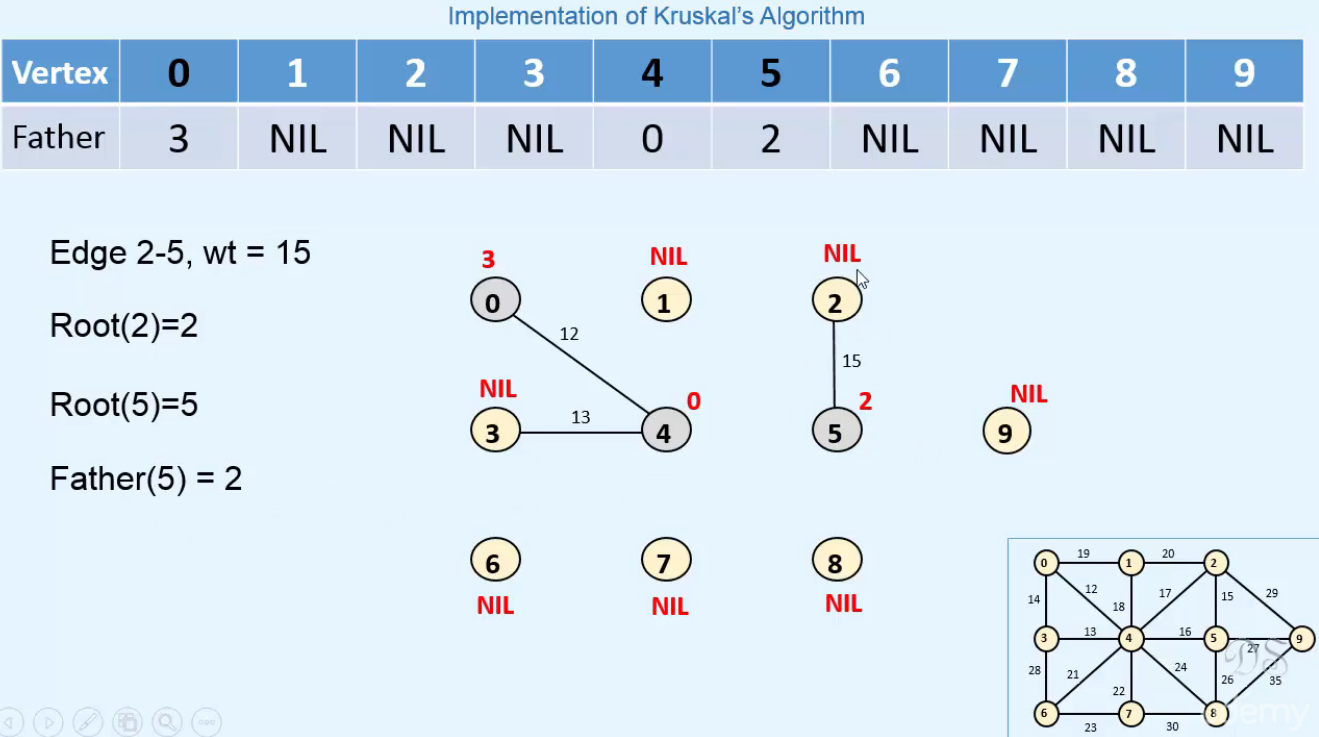 Implementation of Kruskal's Algorithm
Vertex 0 1 2 3 4 5 6 7 8 9
Father 3 NIL NIL NIL 0 2 NIL NIL NIL NIL
Edge 2-5, wt = 15
Root(2)=2
Root(5)=5
Father(5) = 2
3 NIL NIL
0 1 2
12
15
NIL 0 2 NIL
13
3 4 5 9
6 7 8
NIL NIL NIL
19 20
0 1 2
14 12 18 17 15 29
13 16
3 4 5 9
27
28 21 22 24 26 35
6 7 8
23 30
DS